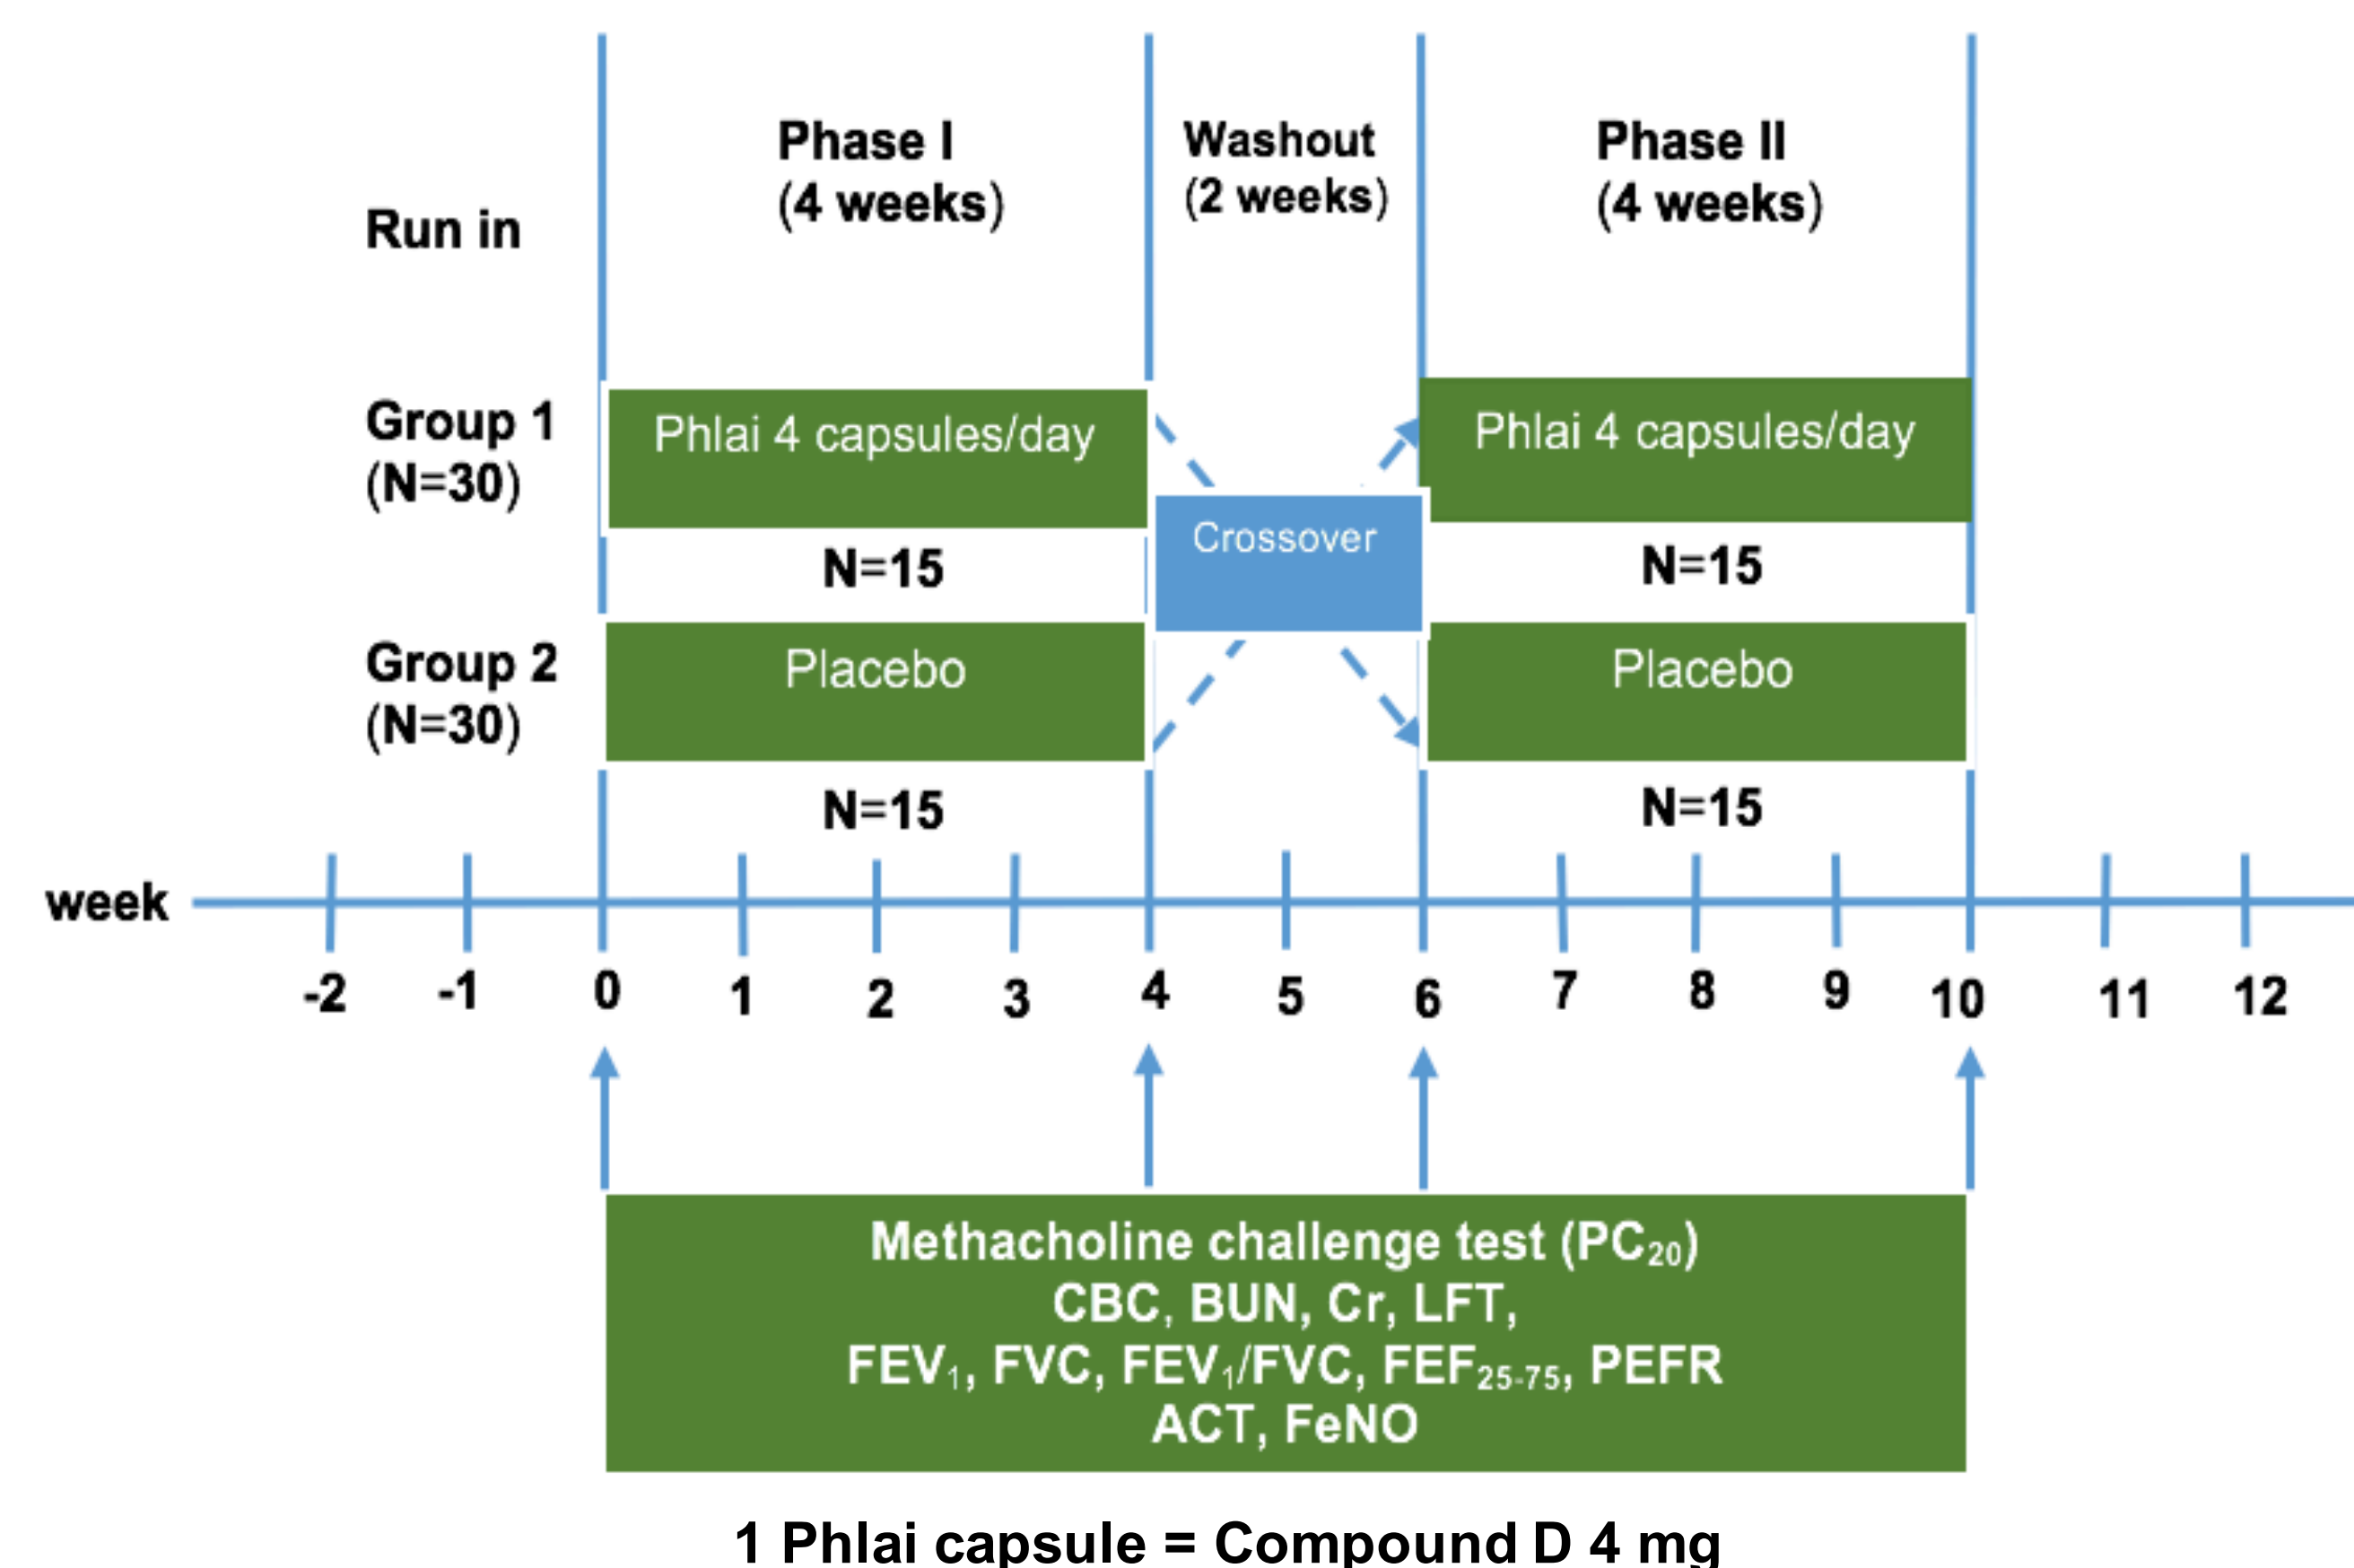 Run in
Phase I
(4 weeks)
Washout
(2 weeks)
Phase II
(4 weeks)
Group 1
(N=30)
Phlai 4 capsules/day
Phlai 4 capsules/day
Crossover
N=15
N=15
Group 2
(N=30)
Placebo
Placebo
N=15
N=15
week
-2 -1 0 1 2 3 4 5 6 7 8 9 10 11 12
Methacholine challenge test (PC₂₀)
CBC, BUN, Cr, LFT,
FEV₁, FVC, FEV₁/FVC, FEF₂₅-₇₅, PEFR
ACT, FeNO
1 Phlai capsule = Compound D 4 mg